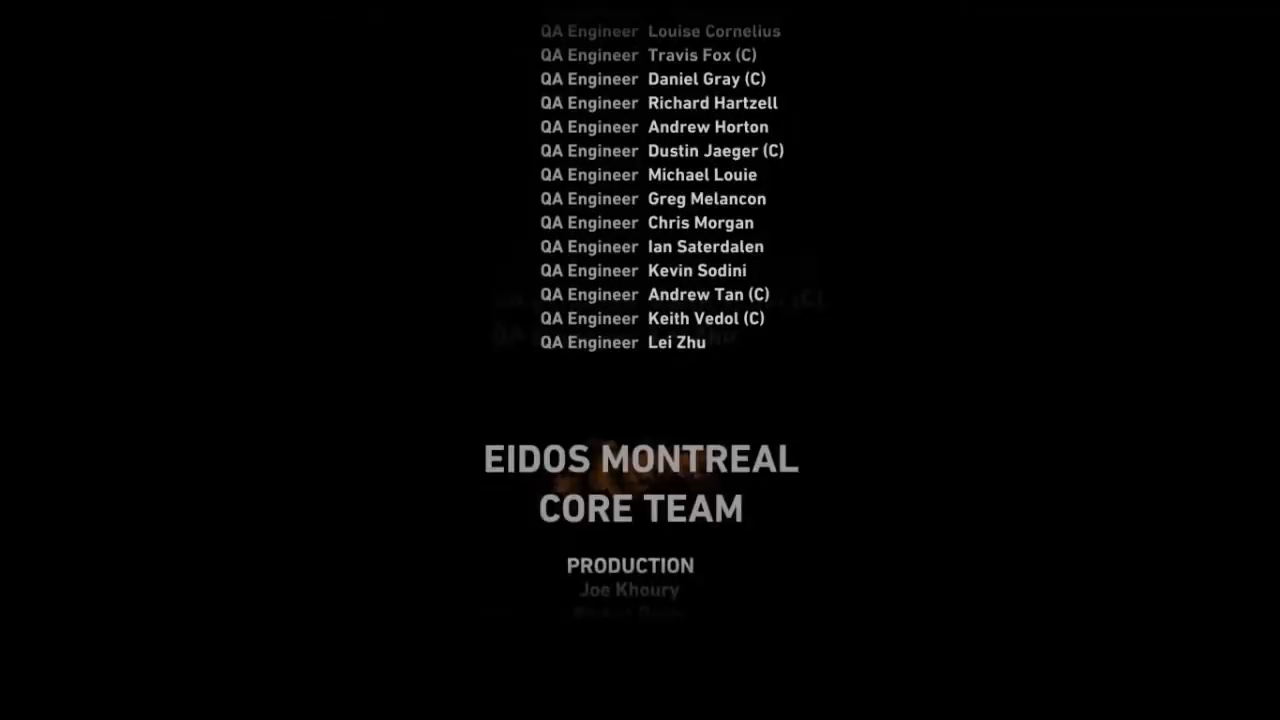 QA Engineer Louise Cornelius
QA Engineer Travis Fox (C)
QA Engineer Daniel Gray (C)
QA Engineer Richard Hartzell
QA Engineer Andrew Horton
QA Engineer Dustin Jaeger (C)
QA Engineer Michael Louie
QA Engineer Greg Melancon
QA Engineer Chris Morgan
QA Engineer Ian Saterdalen
QA Engineer Kevin Sodini
QA Engineer Andrew Tan (C)
QA Engineer Keith Vedol (C)
QA Engineer Lei Zhu
EIDOS MONTREAL
CORE TEAM
PRODUCTION
Joe Khoury